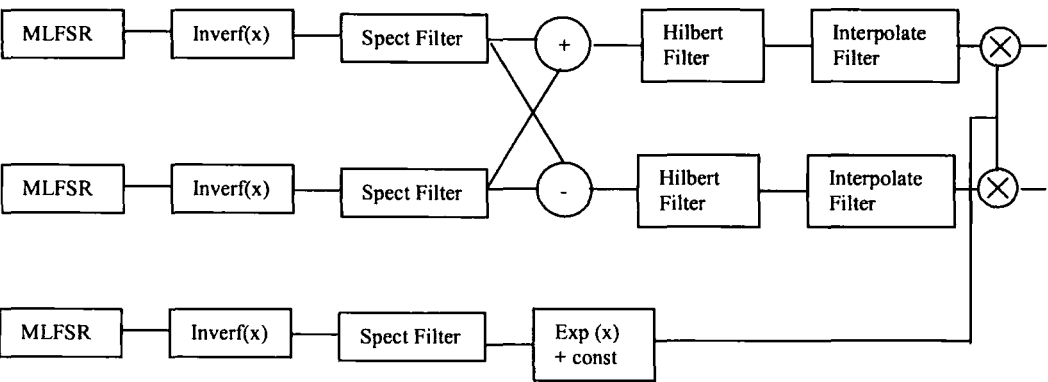 MLFSR
Inverf(x)
Spect Filter
+
Hilbert
Filter
Interpolate
Filter
MLFSR
Inverf(x)
Spect Filter
-
Hilbert
Filter
Interpolate
Filter
MLFSR
Inverf(x)
Spect Filter
Exp (x)
+ const